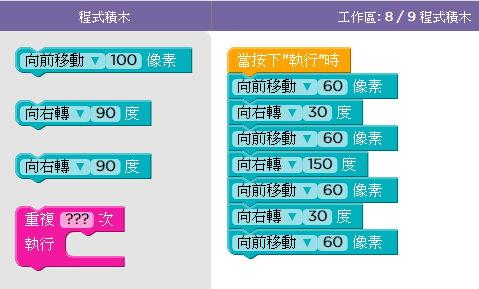 程式積木
工作區: 8 / 9 程式積木
向前移動 ▼ 100 像素
向右轉 ▼ 90 度
向右轉 ▼ 90 度
重複 ??? 次
執行
當按下"執行"時
向前移動 ▼ 60 像素
向右轉 ▼ 30 度
向前移動 ▼ 60 像素
向右轉 ▼ 150 度
向前移動 ▼ 60 像素
向右轉 ▼ 30 度
向前移動 ▼ 60 像素